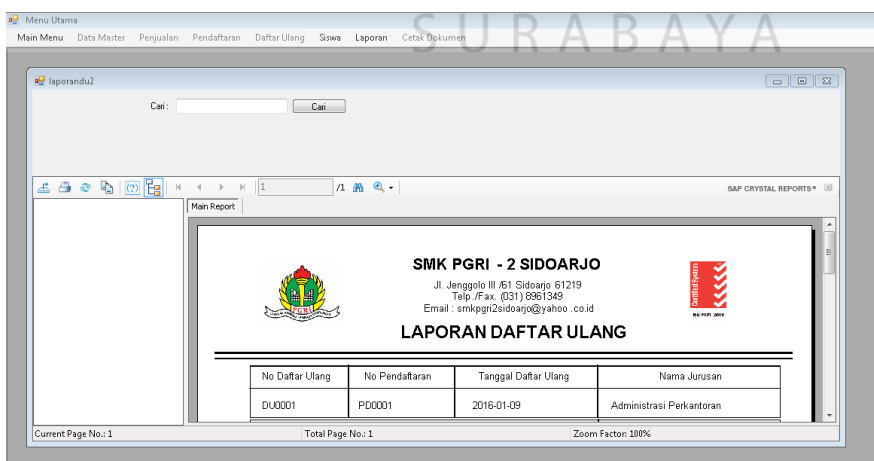 SURABAYA
Menu Utama
Main Menu Data Master Penjualan Pendaftaran Daftar Ulang Siswa Laporan Cetak Dokumen
laporandu2
Cari : Cari
1 /1 SAP CRYSTAL REPORTS®
Main Report
SMK PGRI - 2 SIDOARJO
Jl. Jenggolo III /61 Sidoarjo 61219
Telp./Fax. (031) 8961349
Email : smkpgri2sidoarjo@yahoo .co.id
PGRI
Certified System
LAPORAN DAFTAR ULANG
No Daftar Ulang No Pendaftaran Tanggal Daftar Ulang Nama Jurusan
DU0001 PD0001 2016-01-09 Administrasi Perkantoran
Current Page No.: 1 Total Page No.: 1 Zoom Factor: 100%